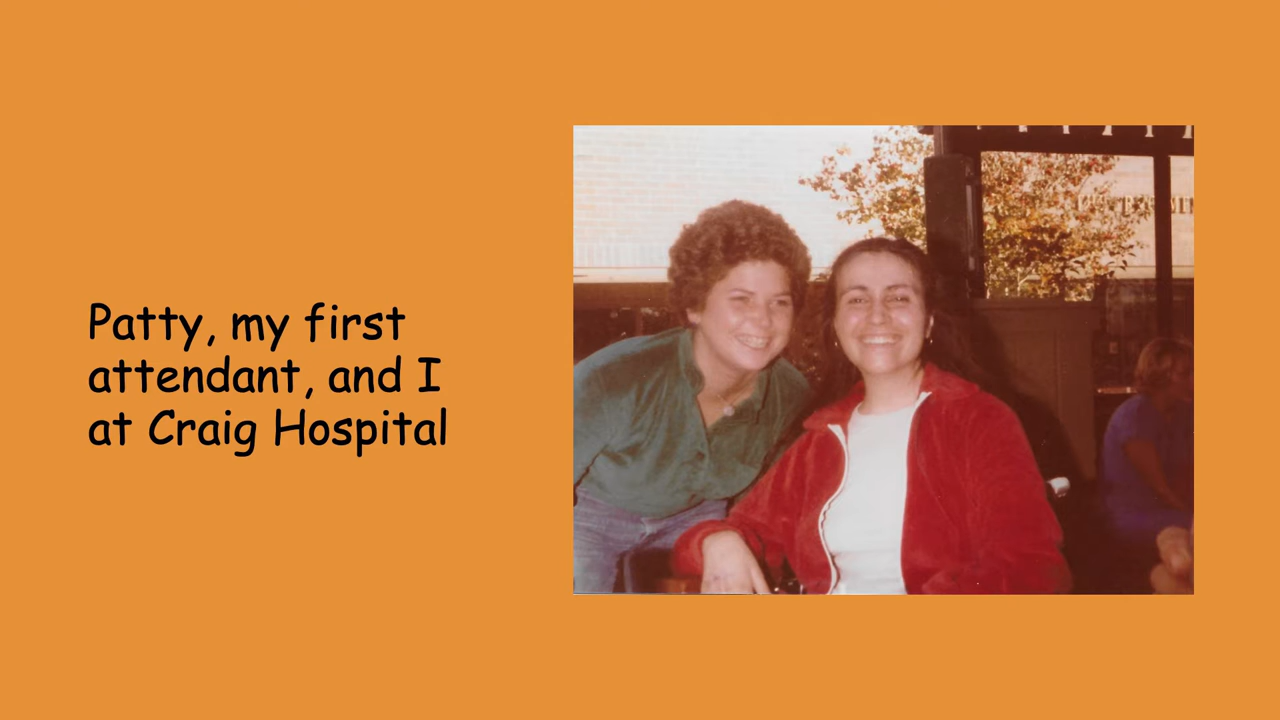 Patty, my first
attendant, and I
at Craig Hospital